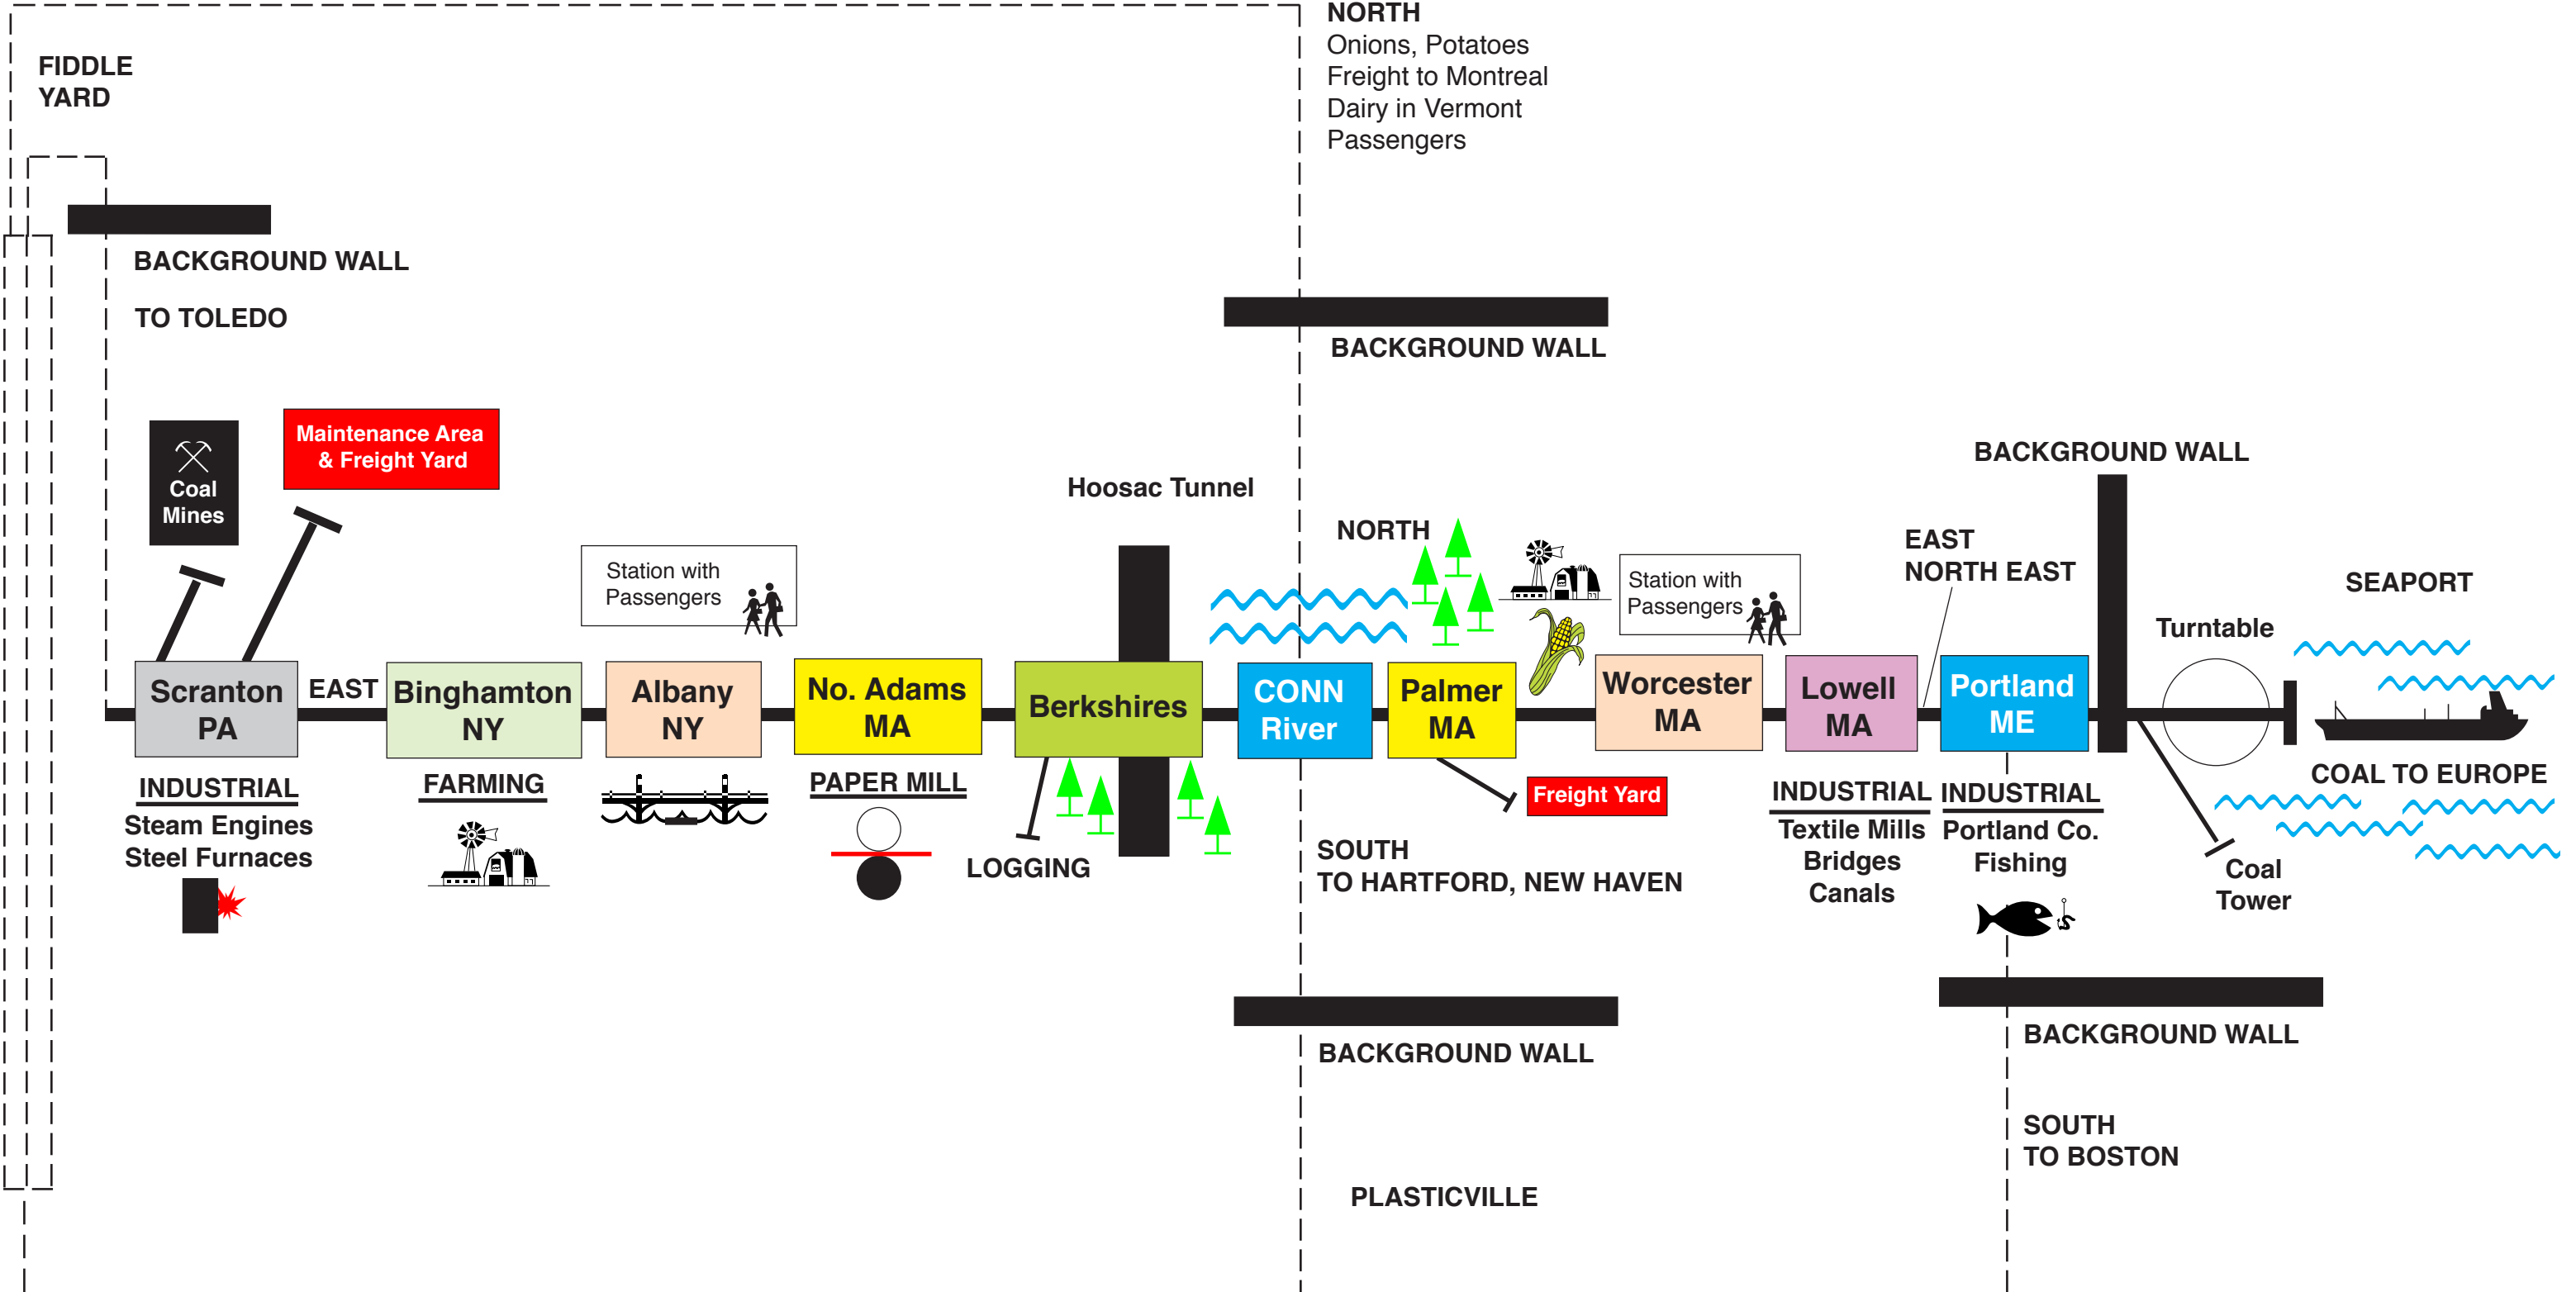 NORTH
Onions, Potatoes
Freight to Montreal
Dairy in Vermont
Passengers
FIDDLE
YARD
BACKGROUND WALL
TO TOLEDO
BACKGROUND WALL
Coal
Mines
Maintenance Area
& Freight Yard
Hoosac Tunnel
NORTH
BACKGROUND WALL
EAST
NORTH EAST
SEAPORT
Station with
Passengers
Station with
Passengers
Turntable
Scranton
PA
EAST
Binghamton
NY
Albany
NY
No. Adams
MA
Berkshires
CONN
River
Palmer
MA
Worcester
MA
Lowell
MA
Portland
ME
INDUSTRIAL
Steam Engines
Steel Furnaces
FARMING
PAPER MILL
LOGGING
Freight Yard
SOUTH
TO HARTFORD, NEW HAVEN
INDUSTRIAL
Textile Mills
Bridges
Canals
INDUSTRIAL
Portland Co.
Fishing
COAL TO EUROPE
Coal
Tower
BACKGROUND WALL
BACKGROUND WALL
SOUTH
TO BOSTON
PLASTICVILLE